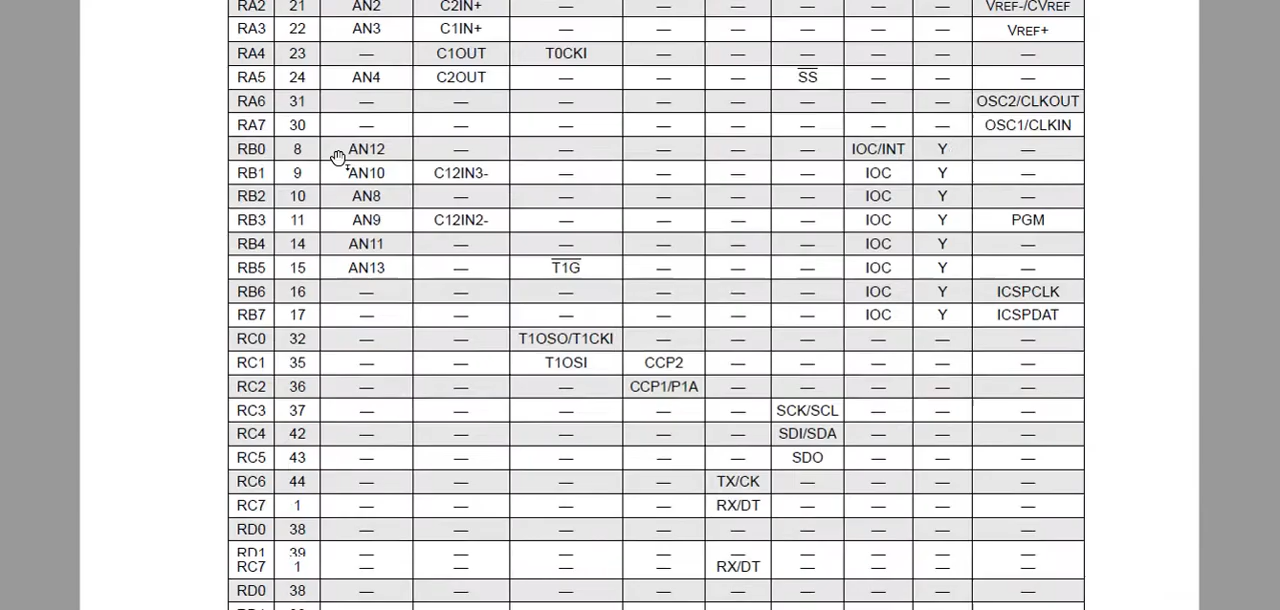 RA2 21 AN2 C2IN+ — — — — — — VREF-/CVREF
RA3 22 AN3 C1IN+ — — — — — — VREF+
RA4 23 — C1OUT T0CKI — — — — — —
RA5 24 AN4 C2OUT — — — SS — — —
RA6 31 — — — — — — — — OSC2/CLKOUT
RA7 30 — — — — — — — — OSC1/CLKIN
RB0 8 AN12 — — — — — IOC/INT Y —
RB1 9 AN10 C12IN3- — — — — IOC Y —
RB2 10 AN8 — — — — — IOC Y —
RB3 11 AN9 C12IN2- — — — — IOC Y PGM
RB4 14 AN11 — — — — — IOC Y —
RB5 15 AN13 — T1G — — — IOC Y —
RB6 16 — — — — — — IOC Y ICSPCLK
RB7 17 — — — — — — IOC Y ICSPDAT
RC0 32 — — T1OSO/T1CKI — — — — — —
RC1 35 — — T1OSI CCP2 — — — — —
RC2 36 — — — CCP1/P1A — — — — —
RC3 37 — — — — — SCK/SCL — — —
RC4 42 — — — — — SDI/SDA — — —
RC5 43 — — — — — SDO — — —
RC6 44 — — — — TX/CK — — — —
RC7 1 — — — — RX/DT — — — —
RD0 38 — — — — — — — — —
RD1 39 — — — — — — — — —
RC7 1 — — — — RX/DT — — — —
RD0 38 — — — — — — — — —